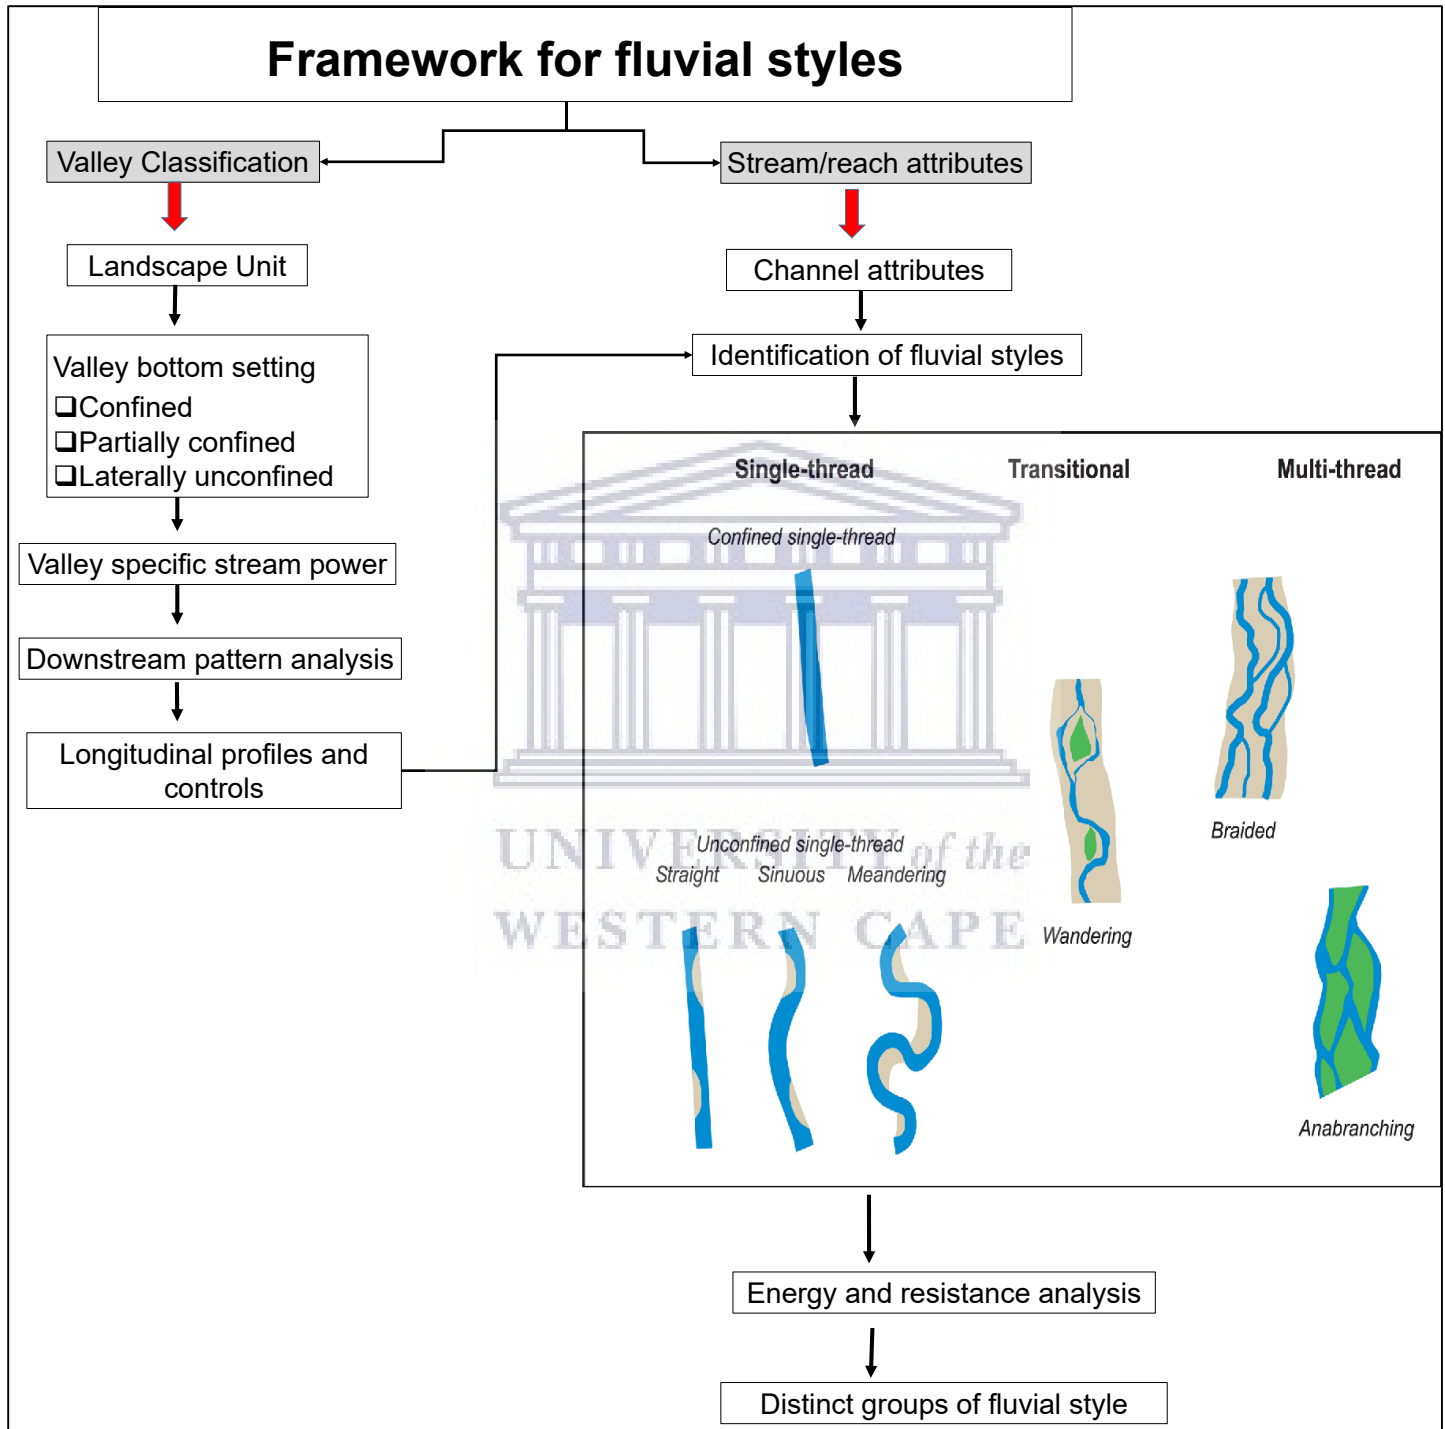 Framework for fluvial styles
Valley Classification
Stream/reach attributes
Landscape Unit
Channel attributes
Valley bottom setting
❑Confined
❑Partially confined
❑Laterally unconfined
Identification of fluvial styles
Valley specific stream power
Downstream pattern analysis
Longitudinal profiles and
controls
Single-thread
Transitional
Multi-thread
Confined single-thread
Braided
Unconfined single-thread
Straight Sinuous Meandering
Wandering
Anabranching
UNIVERSITY of the
WESTERN CAPE
Energy and resistance analysis
Distinct groups of fluvial style